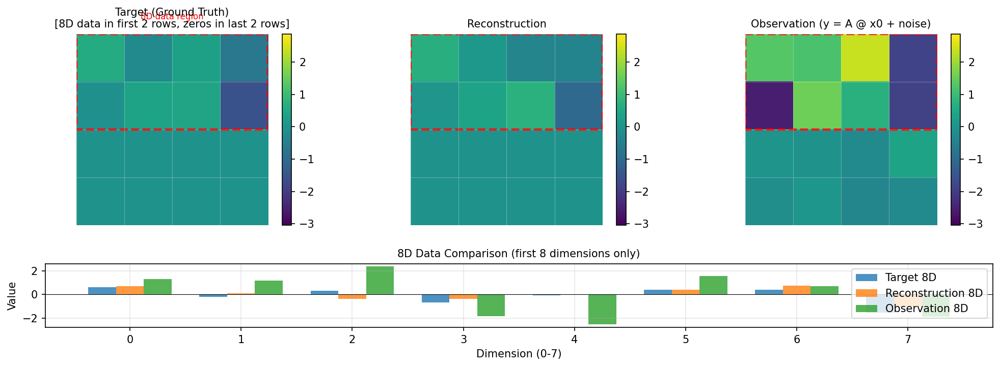 Target (Ground Truth)
8D data region
[8D data in first 2 rows, zeros in last 2 rows]
Reconstruction
Observation (y = A @ x0 + noise)
2
1
0
−1
−2
−3
2
1
0
−1
−2
−3
2
1
0
−1
−2
−3
8D Data Comparison (first 8 dimensions only)
Value
2
0
−2
Target 8D
Reconstruction 8D
Observation 8D
0 1 2 3 4 5 6 7
Dimension (0-7)